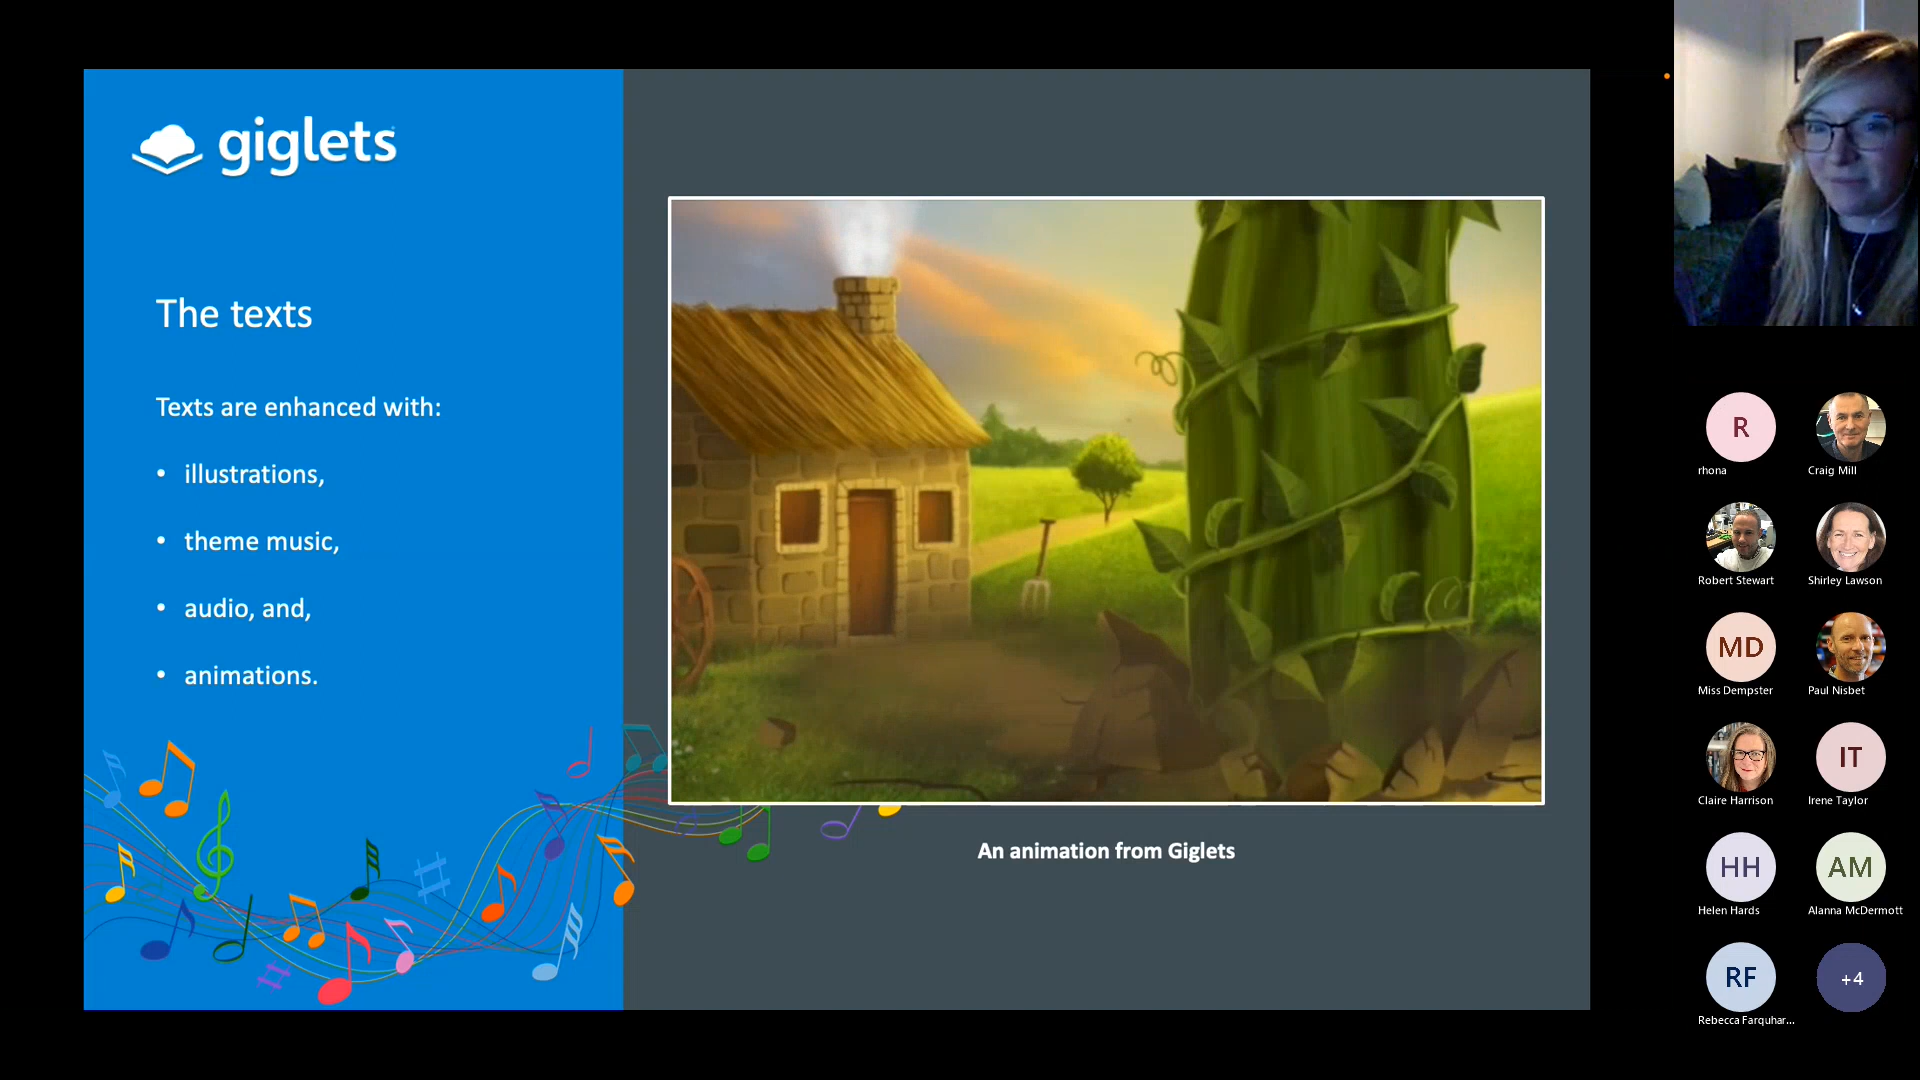 giglets
The texts
Texts are enhanced with:
• illustrations,
• theme music,
• audio, and,
• animations.
An animation from Giglets
R
rhona
Craig Mill
Robert Stewart
Shirley Lawson
MD
Miss Dempster
Paul Nisbet
Claire Harrison
IT
Irene Taylor
HH
Helen Hards
AM
Alanna McDermott
RF
Rebecca Farquhar...
+4